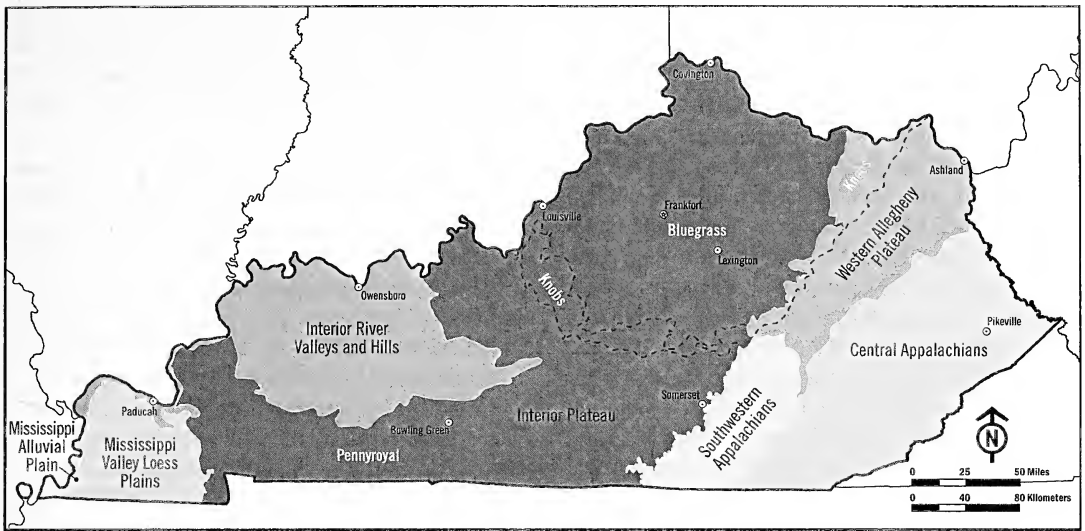 Covington
Ashland
Knobs
Louisville
Frankfort
Bluegrass
Lexington
Western Allegheny
Plateau
Knobs
Owensboro
Interior River
Valleys and Hills
Pikeville
Central Appalachians
Paducah
Somerset
Interior Plateau
Bowling Green
Southwestern
Appalachians
Mississippi
Alluvial
Plain
Mississippi
Valley Loess
Plains
Pennyroyal
N
0 25 50 Miles
0 40 80 Kilometers